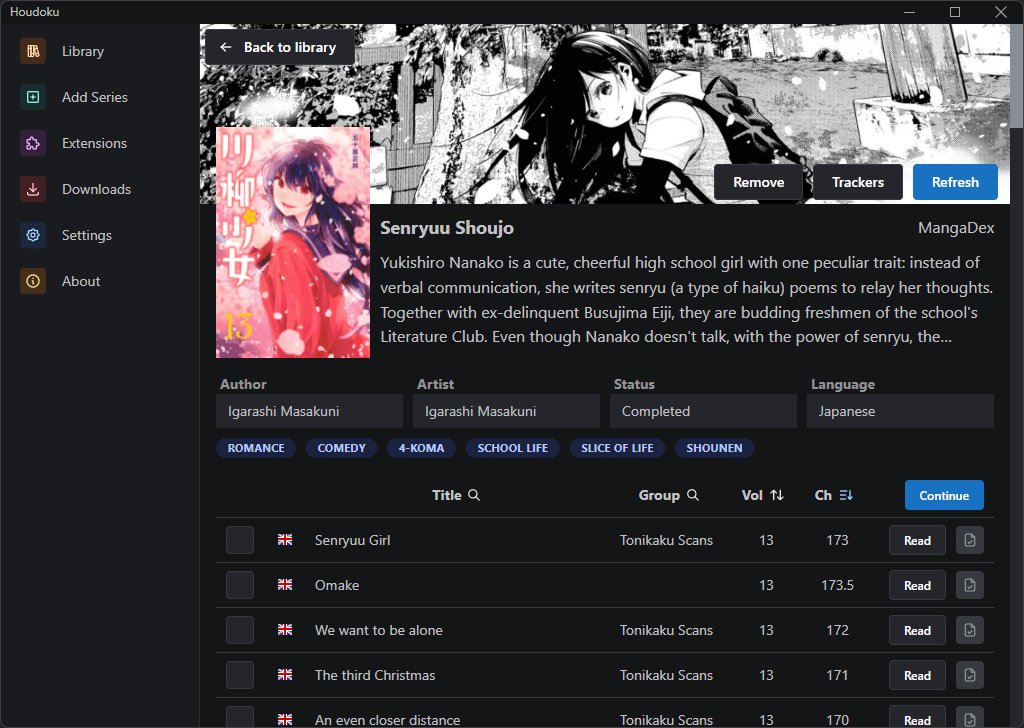 Houdoku
Library
Add Series
Extensions
Downloads
Settings
About
Back to library
川柳少女
13
Remove
Trackers
Refresh
Senryuu Shoujo
MangaDex
Yukishiro Nanako is a cute, cheerful high school girl with one peculiar trait: instead of
verbal communication, she writes senryu (a type of haiku) poems to relay her thoughts.
Together with ex-delinquent Busujima Eiji, they are budding freshmen of the school's
Literature Club. Even though Nanako doesn't talk, with the power of senryu, the...
Author
Artist
Status
Language
Igarashi Masakuni
Igarashi Masakuni
Completed
Japanese
ROMANCE
COMEDY
4-KOMA
SCHOOL LIFE
SLICE OF LIFE
SHOUNEN
Title
Group
Vol
Ch
Continue
Senryuu Girl Tonikaku Scans 13 173 Read
Omake 13 173.5 Read
We want to be alone Tonikaku Scans 13 172 Read
The third Christmas Tonikaku Scans 13 171 Read
An even closer distance Tonikaku Scans 13 170 Read